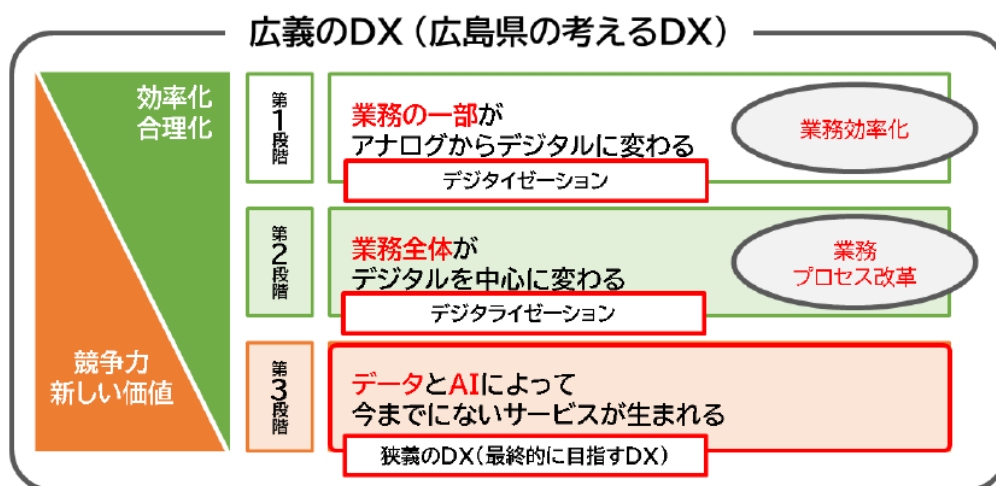 広義のDX（広島県の考えるDX）
効率化
合理化
競争力
新しい価値
第1段階
業務の一部が
アナログからデジタルに変わる
業務効率化
デジタイゼーション
第2段階
業務全体が
デジタルを中心に変わる
業務
プロセス改革
デジタライゼーション
第3段階
データとAIによって
今までにないサービスが生まれる
狭義のDX（最終的に目指すDX）